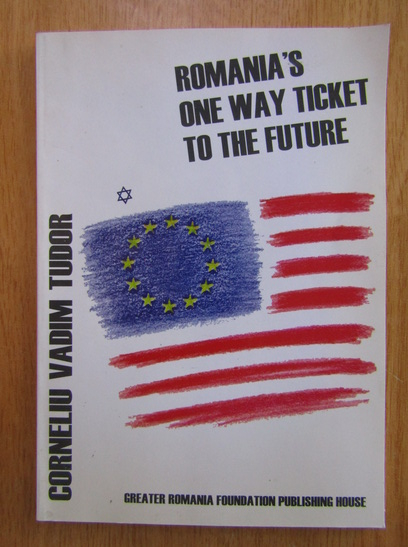 ROMANIA'S
ONE WAY TICKET
TO THE FUTURE
CORNELIU VADIM TUDOR
GREATER ROMANIA FOUNDATION PUBLISHING HOUSE